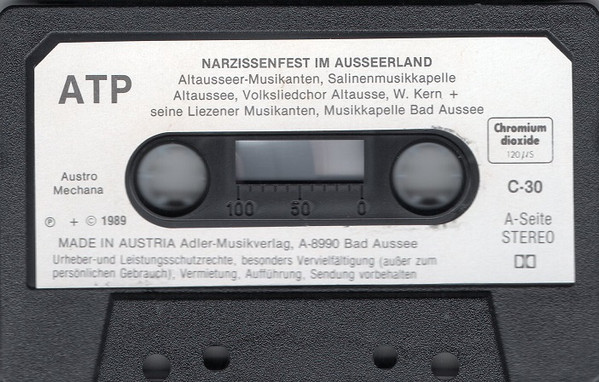 NARZISSENFEST IM AUSSEERLAND
ATP
Altausseer-Musikanten, Salinenmusikkapelle
Altaussee, Volksliedchor Altausse, W. Kern +
seine Liezener Musikanten, Musikkapelle Bad Aussee
Chromium
dioxide
120 µS
Austro
Mechana
C-30
100 50 0
℗ + © 1989
A-Seite
STEREO
MADE IN AUSTRIA Adler-Musikverlag, A-8990 Bad Aussee
Urheber-und Leistungsschutzrechte, besonders Vervielfältigung (außer zum
persönlichen Gebrauch), Vermietung, Aufführung, Sendung vorbehalten